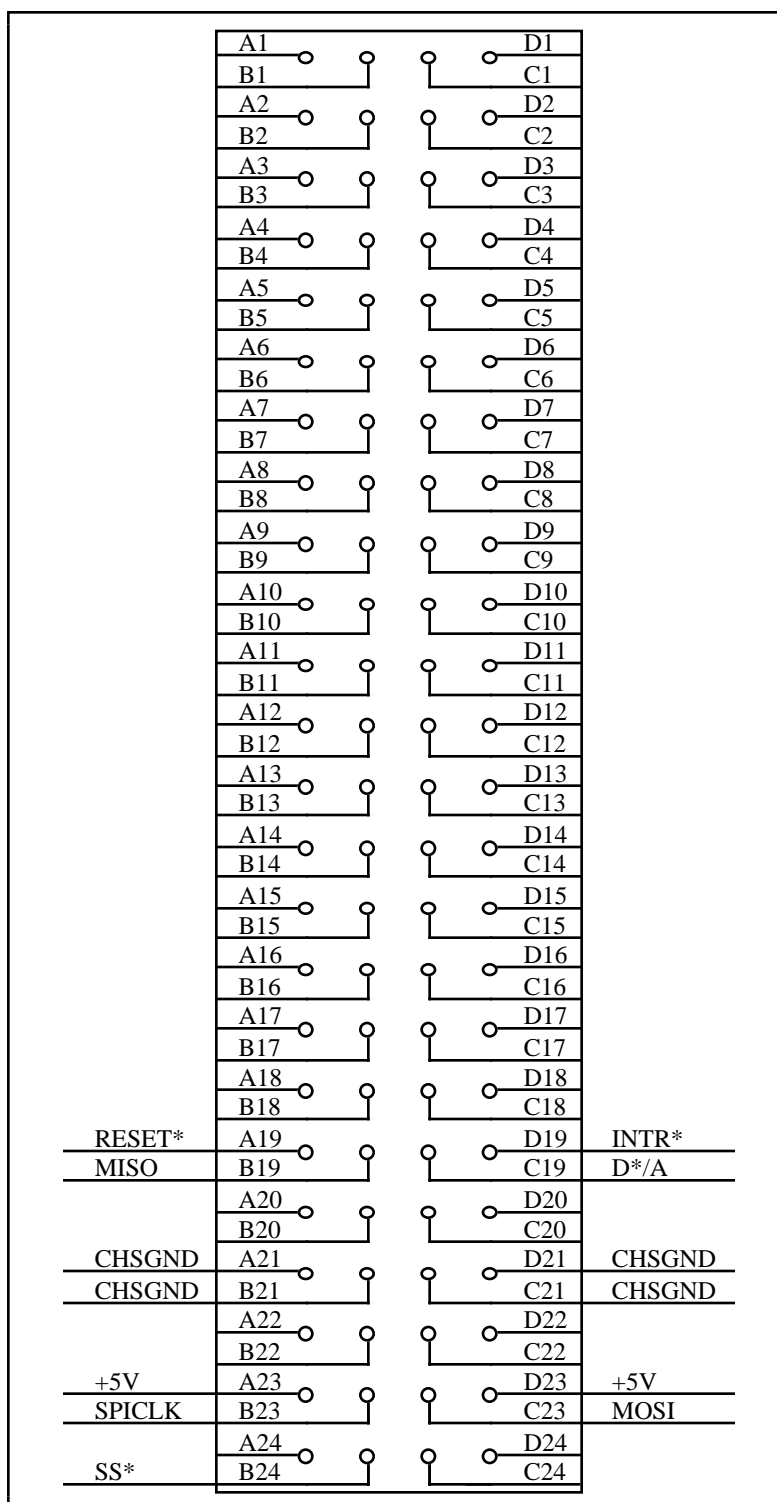 A1 D1
B1 C1
A2 D2
B2 C2
A3 D3
B3 C3
A4 D4
B4 C4
A5 D5
B5 C5
A6 D6
B6 C6
A7 D7
B7 C7
A8 D8
B8 C8
A9 D9
B9 C9
A10 D10
B10 C10
A11 D11
B11 C11
A12 D12
B12 C12
A13 D13
B13 C13
A14 D14
B14 C14
A15 D15
B15 C15
A16 D16
B16 C16
A17 D17
B17 C17
A18 D18
B18 C18
RESET* A19 D19 INTR*
MISO B19 C19 D*/A
A20 D20
B20 C20
CHSGND A21 D21 CHSGND
CHSGND B21 C21 CHSGND
A22 D22
B22 C22
+5V A23 D23 +5V
SPICLK B23 C23 MOSI
A24 D24
SS* B24 C24